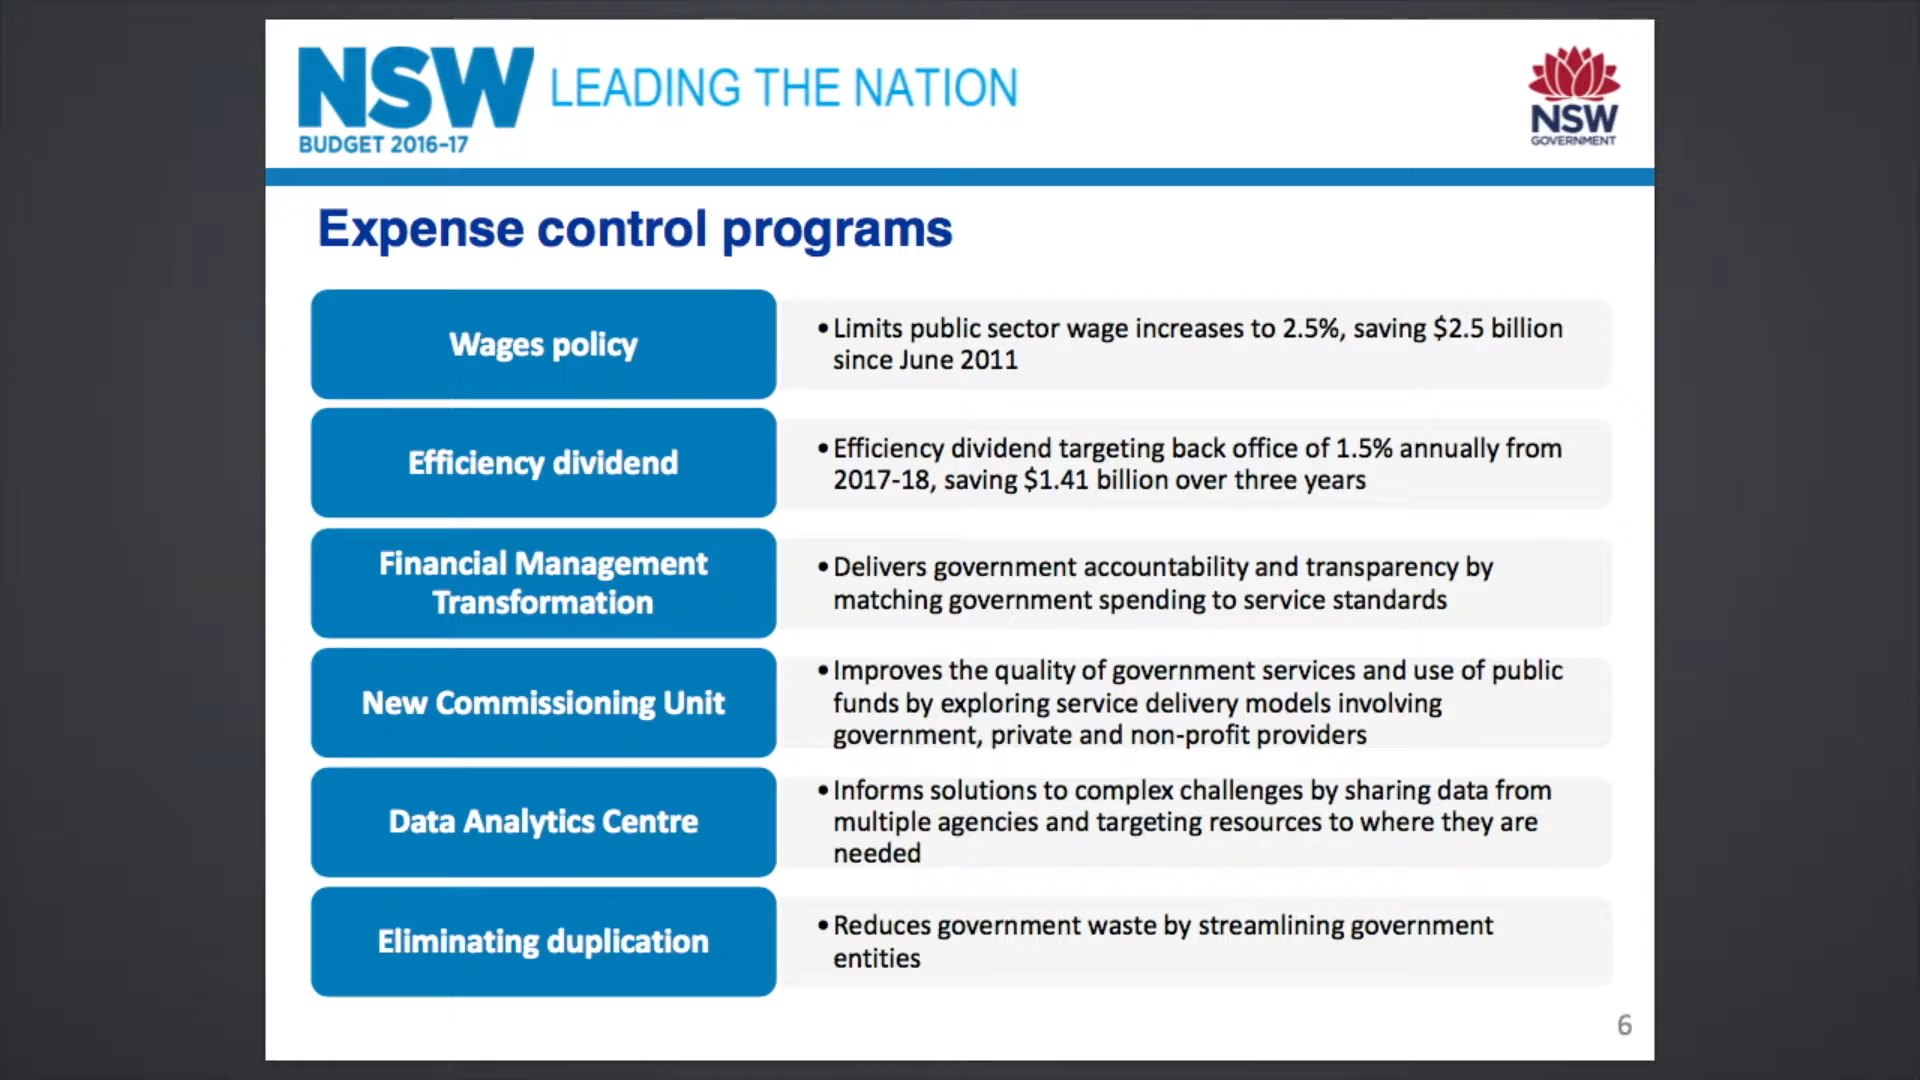 NSW LEADING THE NATION
BUDGET 2016-17
NSW
GOVERNMENT
Expense control programs
Wages policy
•Limits public sector wage increases to 2.5%, saving $2.5 billion
since June 2011
Efficiency dividend
•Efficiency dividend targeting back office of 1.5% annually from
2017-18, saving $1.41 billion over three years
Financial Management
Transformation
•Delivers government accountability and transparency by
matching government spending to service standards
New Commissioning Unit
•Improves the quality of government services and use of public
funds by exploring service delivery models involving
government, private and non-profit providers
Data Analytics Centre
•Informs solutions to complex challenges by sharing data from
multiple agencies and targeting resources to where they are
needed
Eliminating duplication
•Reduces government waste by streamlining government
entities
6